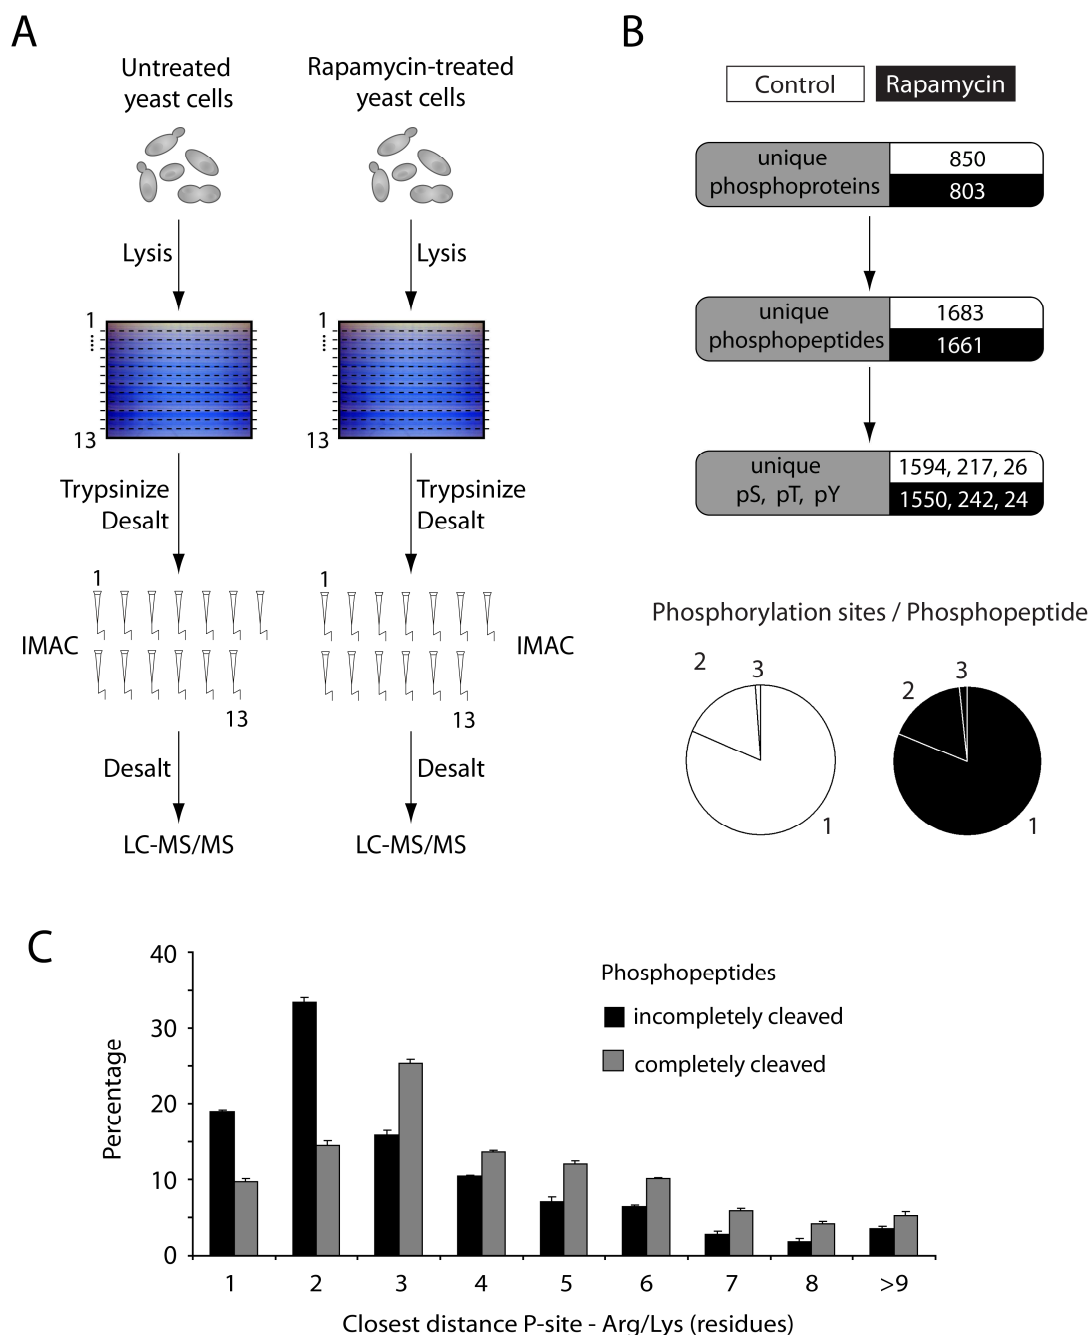 A
Untreated
yeast cells
Rapamycin-treated
yeast cells
Lysis
Lysis
1
13
1
13
Trypsinize
Desalt
Trypsinize
Desalt
1
IMAC
13
1
IMAC
13
Desalt
Desalt
LC-MS/MS
LC-MS/MS
B
Control
Rapamycin
unique
phosphoproteins
850
803
unique
phosphopeptides
1683
1661
unique
pS, pT, pY
1594, 217, 26
1550, 242, 24
Phosphorylation sites / Phosphopeptide
2
3
1
2
3
1
C
Percentage
40
30
20
10
0
Phosphopeptides
incompletely cleaved
completely cleaved
1 2 3 4 5 6 7 8 >9
Closest distance P-site - Arg/Lys (residues)